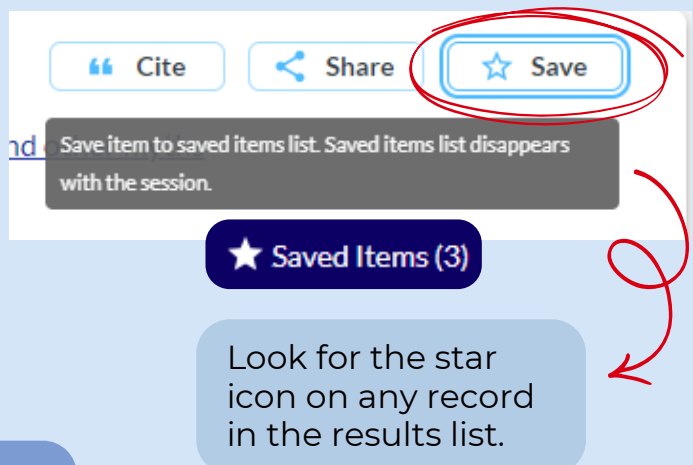 Cite Share Save
nd
Save item to saved items list. Saved items list disappears
with the session.
Saved Items (3)
Look for the star
icon on any record
in the results list.